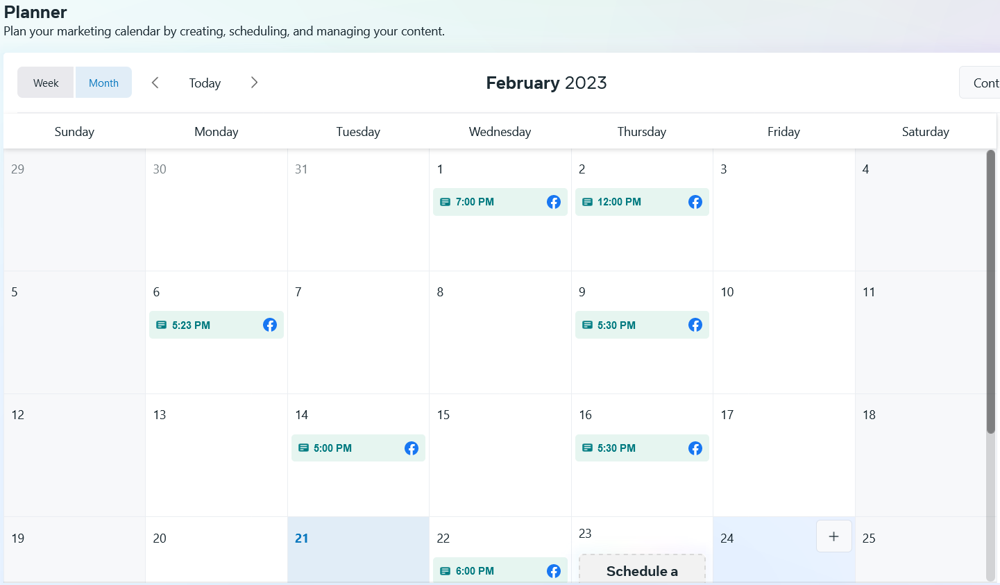 Planner
Plan your marketing calendar by creating, scheduling, and managing your content.
Week Month Today February 2023 Cont
Sunday Monday Tuesday Wednesday Thursday Friday Saturday
29 30 31 1 2 3 4
7:00 PM 12:00 PM
5 6 7 8 9 10 11
5:23 PM 5:30 PM
12 13 14 15 16 17 18
5:00 PM 5:30 PM
19 20 21 22 23 24 25
6:00 PM Schedule a